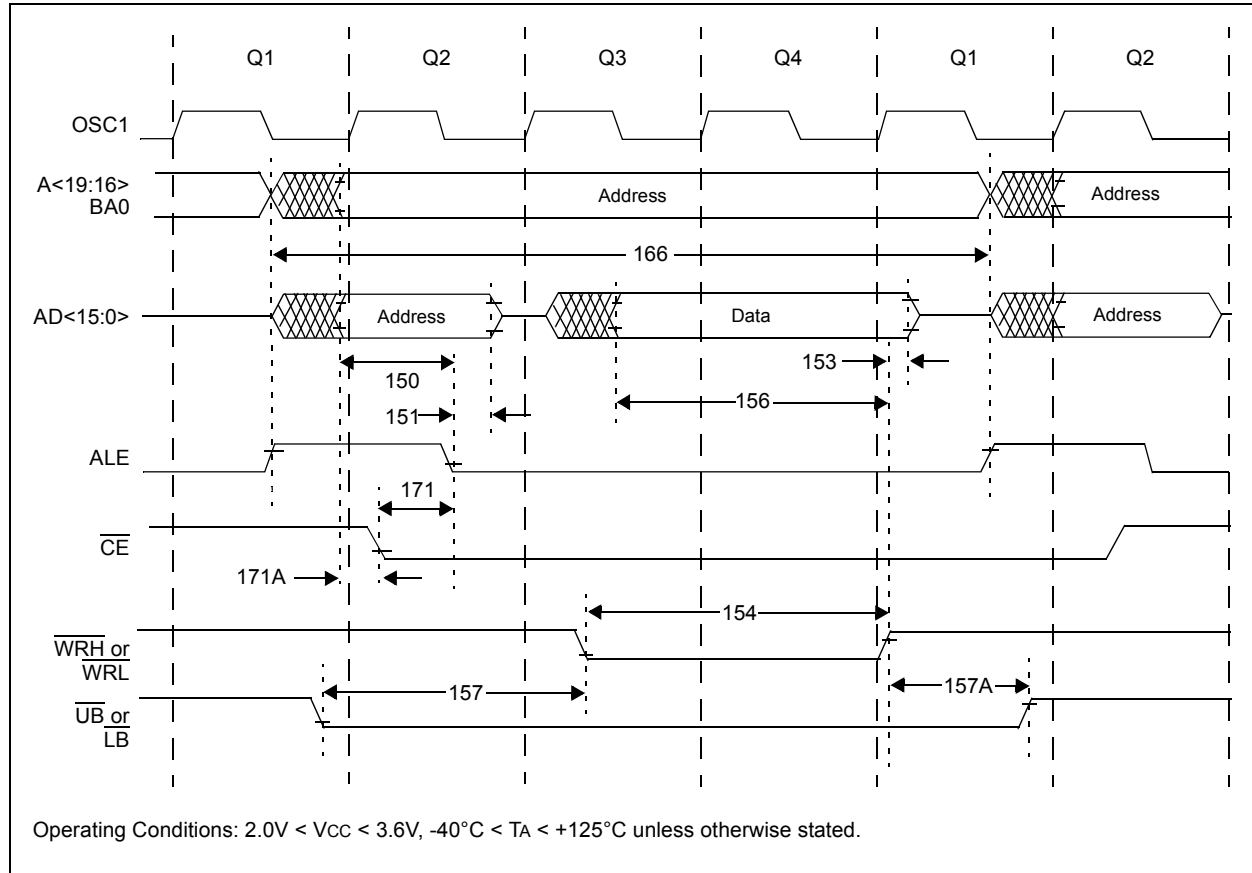 Q1 Q2 Q3 Q4 Q1 Q2
OSC1
A<19:16>
BA0
Address
Address
166
AD<15:0>
Address
Data
Address
150
153
151
156
ALE
171
CE
171A
154
WRH or
WRL
157
157A
UB or
LB
Operating Conditions: 2.0V < VCC < 3.6V, -40°C < TA < +125°C unless otherwise stated.